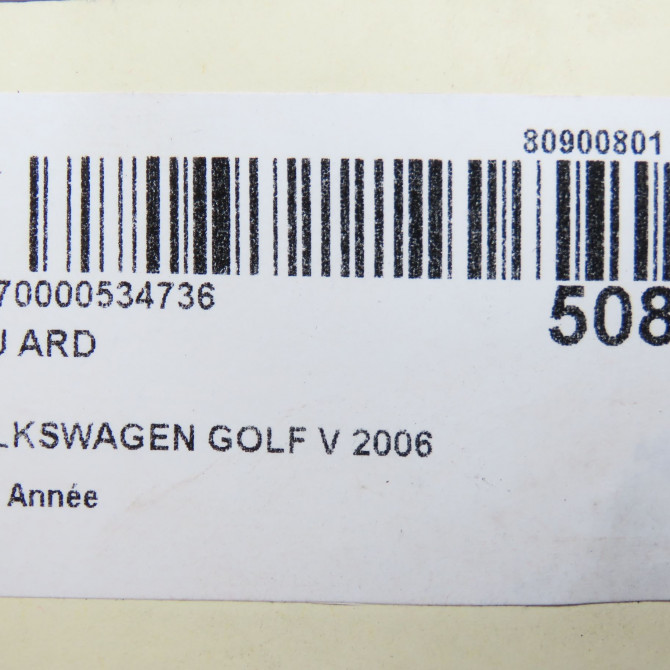 80900801
70000534736
508
U ARD
LKSWAGEN GOLF V 2006
Année